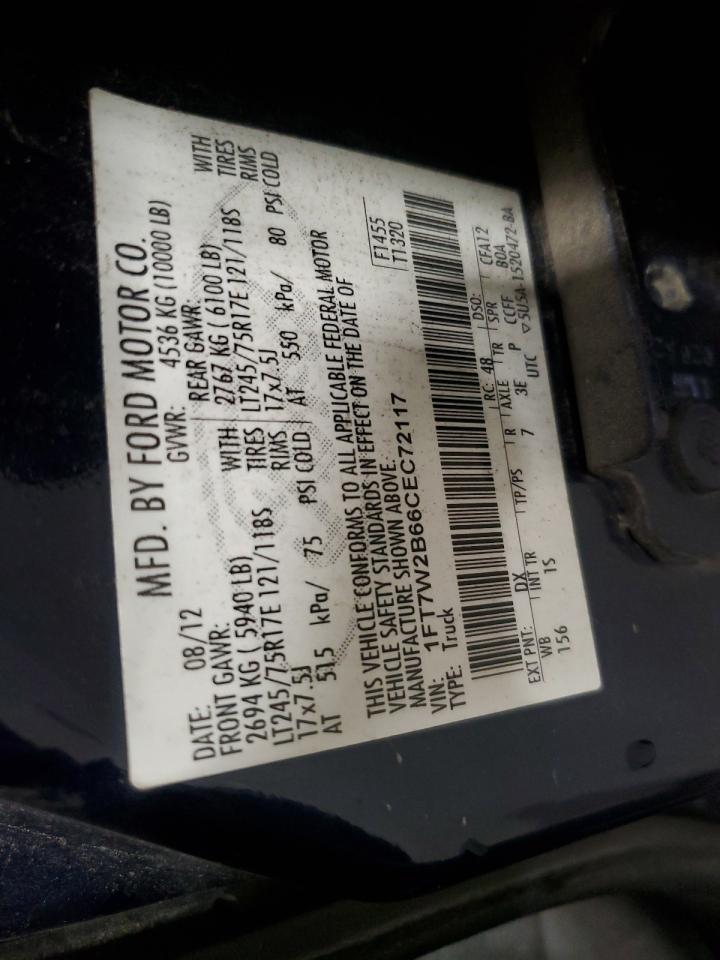 MFD. BY FORD MOTOR CO.
DATE: 08/12 GVWR: 4536 KG (10000 LB)
FRONT GAWR: REAR GAWR:
2694 KG ( 5940 LB) WITH 2767 KG ( 6100 LB) WITH
LT245/75R17E 121/118S TIRES LT245/75R17E 121/118S TIRES
17x7.5J RIMS 17x7.5J RIMS
AT 515 kPa/ 75 PSI COLD AT 550 kPa/ 80 PSI COLD
THIS VEHICLE CONFORMS TO ALL APPLICABLE FEDERAL MOTOR
VEHICLE SAFETY STANDARDS IN EFFECT ON THE DATE OF
MANUFACTURE SHOWN ABOVE.
VIN: 1FT7W2B66CEC72117 F1455
TYPE: Truck T1320
EXT PNT: DX RC: 48 DSO:
WB INT TR TP/PS R AXLE TR SPR CFA12
156 1S 7 3E P CCFF BOA
UTC ▽5U5A-1520472-BA